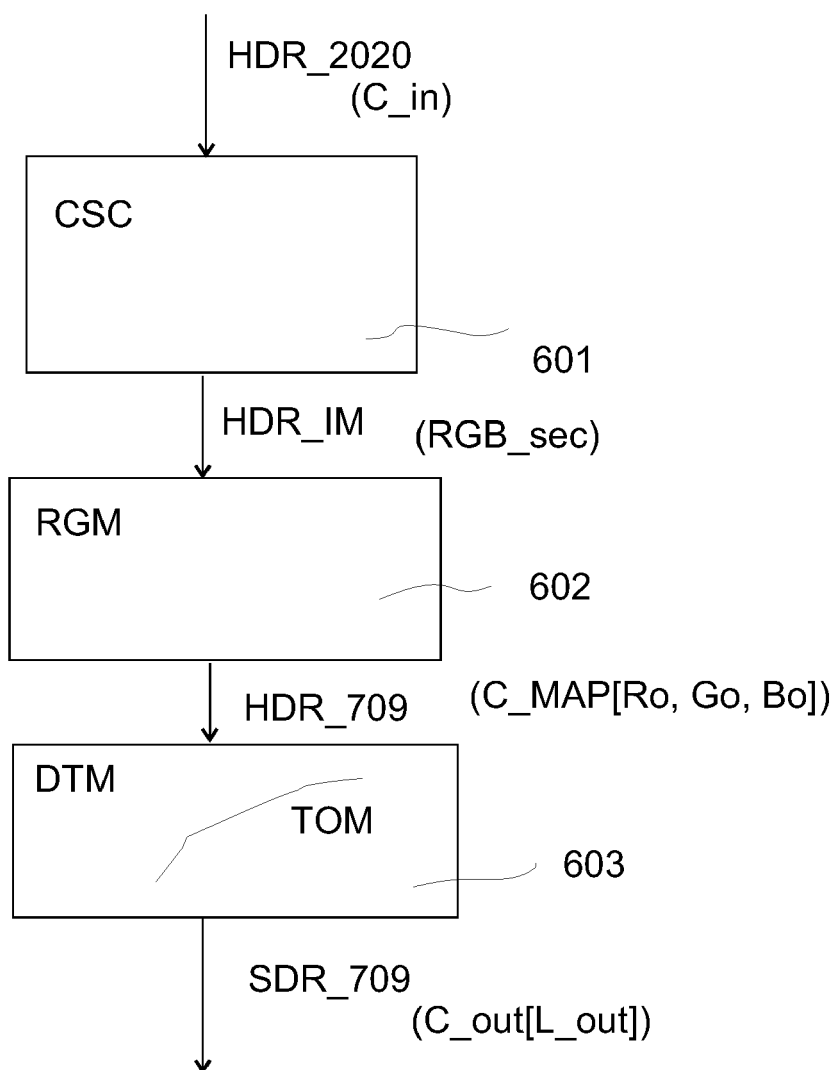 HDR_2020
(C_in)
CSC
601
HDR_IM
(RGB_sec)
RGM
602
HDR_709
(C_MAP[Ro, Go, Bo])
DTM
TOM
603
SDR_709
(C_out[L_out])